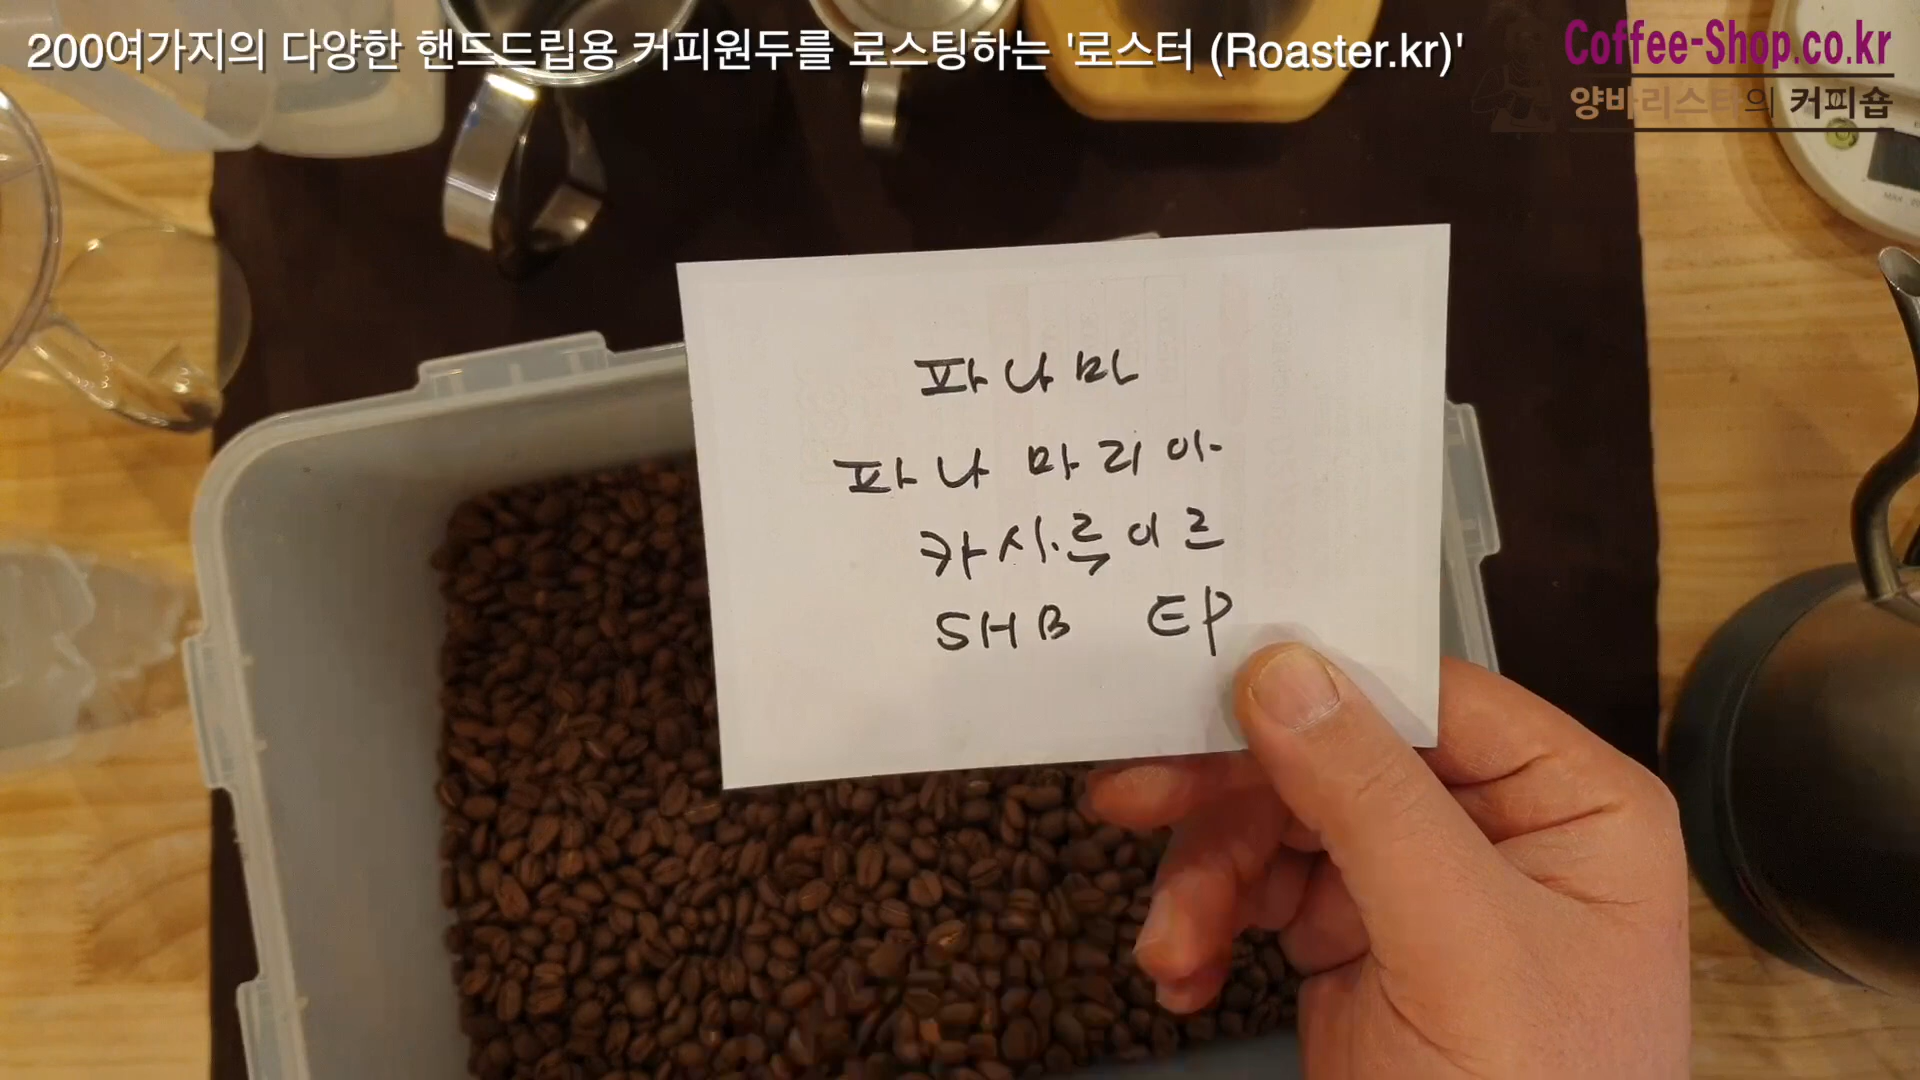 200여가지의 다양한 핸드드립용 커피원두를 로스팅하는 '로스터 (Roaster.kr)'
Coffee-Shop.co.kr
양바리스타의 커피숍
파나마
파나마리아
카시.루이르
SHB EP